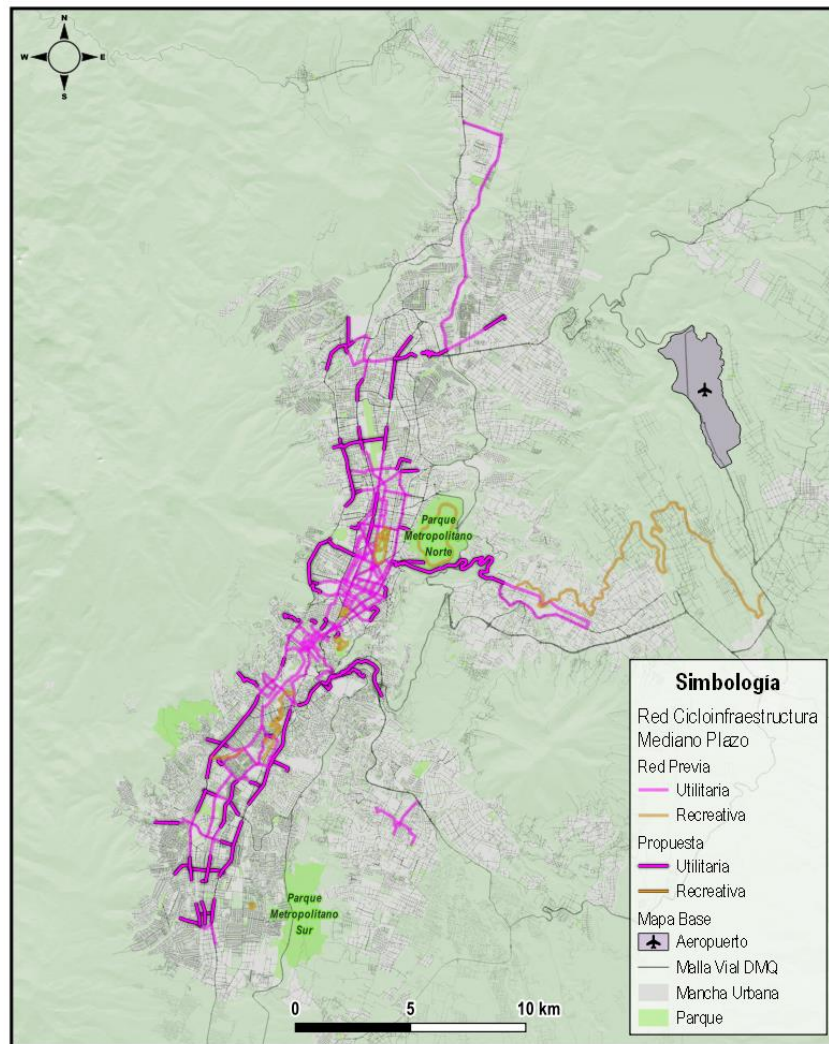 N
W E
S
Parque
Metropolitano
Norte
Parque
Metropolitano
Sur
0 5 10 km
Simbología
Red Cicloinfraestructura
Mediano Plazo
Red Previa
Utilitaria
Recreativa
Propuesta
Utilitaria
Recreativa
Mapa Base
Aeropuerto
Malla Vial DMQ
Mancha Urbana
Parque